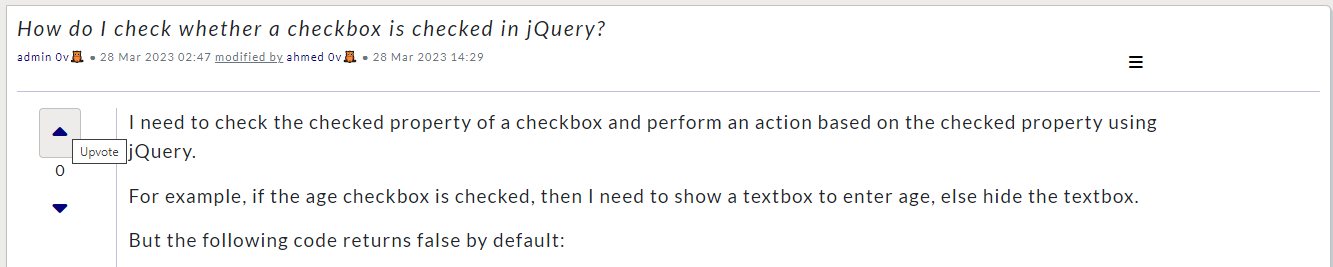 How do I check whether a checkbox is checked in jQuery?
admin 0v • 28 Mar 2023 02:47 modified by ahmed 0v • 28 Mar 2023 14:29
I need to check the checked property of a checkbox and perform an action based on the checked property using
Upvote jQuery.
0
For example, if the age checkbox is checked, then I need to show a textbox to enter age, else hide the textbox.
But the following code returns false by default: